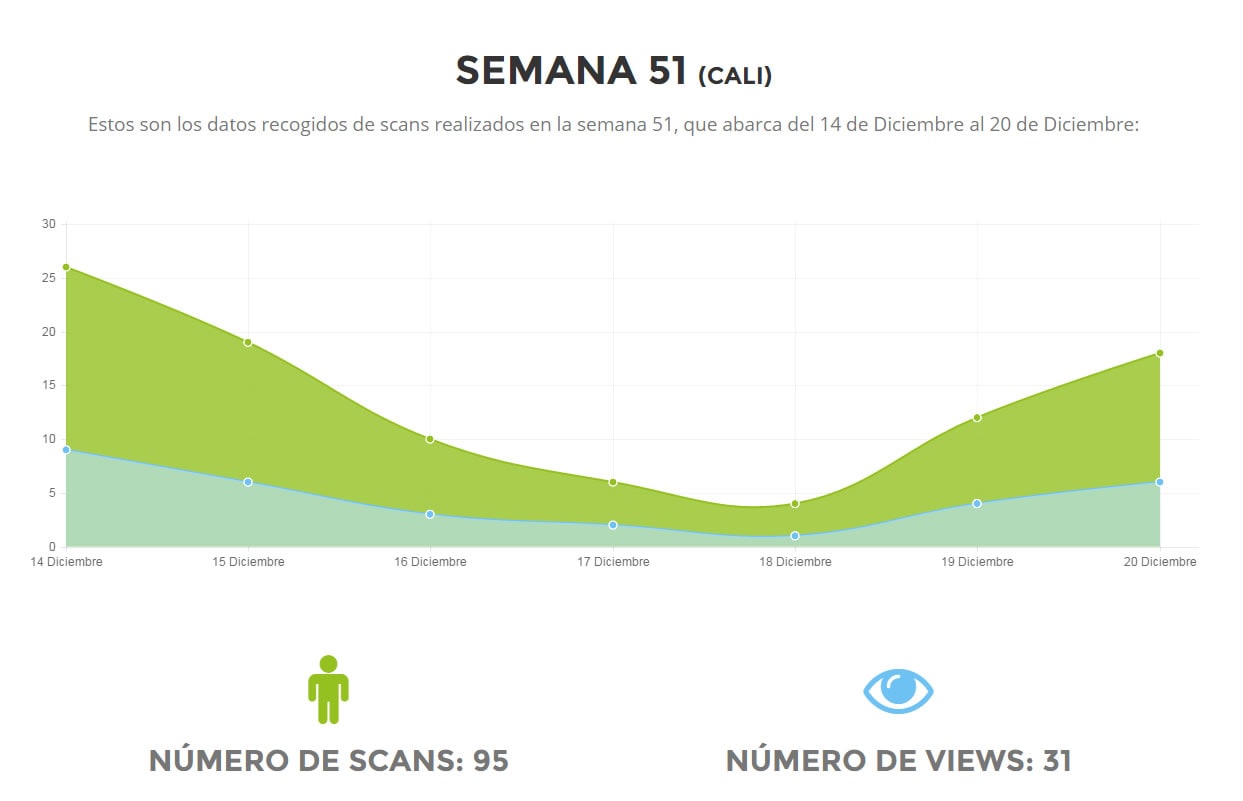 SEMANA 51 (CALI)
Estos son los datos recogidos de scans realizados en la semana 51, que abarca del 14 de Diciembre al 20 de Diciembre:
30
25
20
15
10
5
0
14 Diciembre 15 Diciembre 16 Diciembre 17 Diciembre 18 Diciembre 19 Diciembre 20 Diciembre
NÚMERO DE SCANS: 95 NÚMERO DE VIEWS: 31